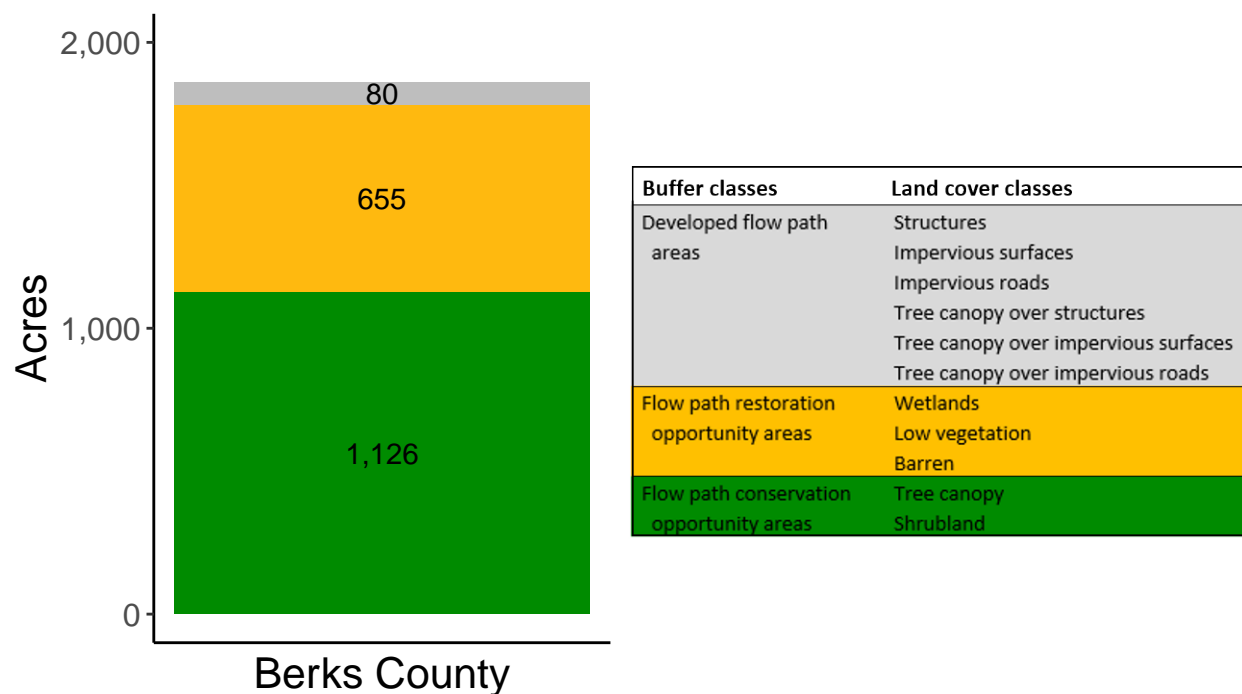 2,000
80
655
1,000
1,126
0
Acres
Berks County
Buffer classes Land cover classes
Developed flow path Structures
areas Impervious surfaces
Impervious roads
Tree canopy over structures
Tree canopy over impervious surfaces
Tree canopy over impervious roads
Flow path restoration Wetlands
opportunity areas Low vegetation
Barren
Flow path conservation Tree canopy
opportunity areas Shrubland